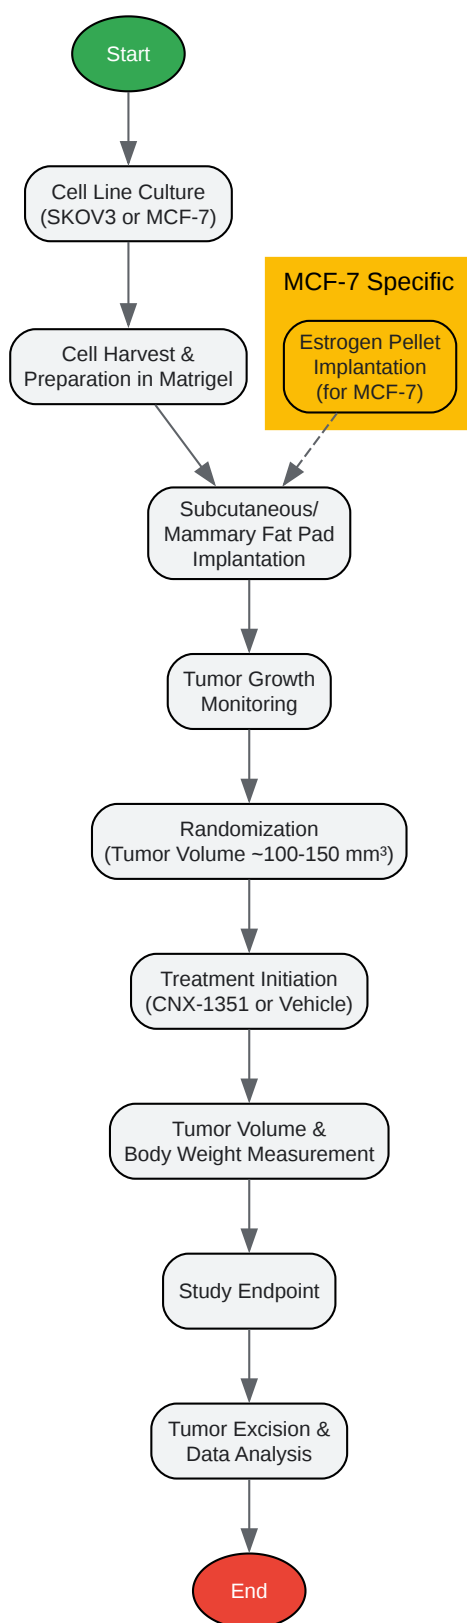 Start
Cell Line Culture
(SKOV3 or MCF-7)
MCF-7 Specific
Cell Harvest &
Preparation in Matrigel
Estrogen Pellet
Implantation
(for MCF-7)
Subcutaneous/
Mammary Fat Pad
Implantation
Tumor Growth
Monitoring
Randomization
(Tumor Volume ~100-150 mm³)
Treatment Initiation
(CNX-1351 or Vehicle)
Tumor Volume &
Body Weight Measurement
Study Endpoint
Tumor Excision &
Data Analysis
End